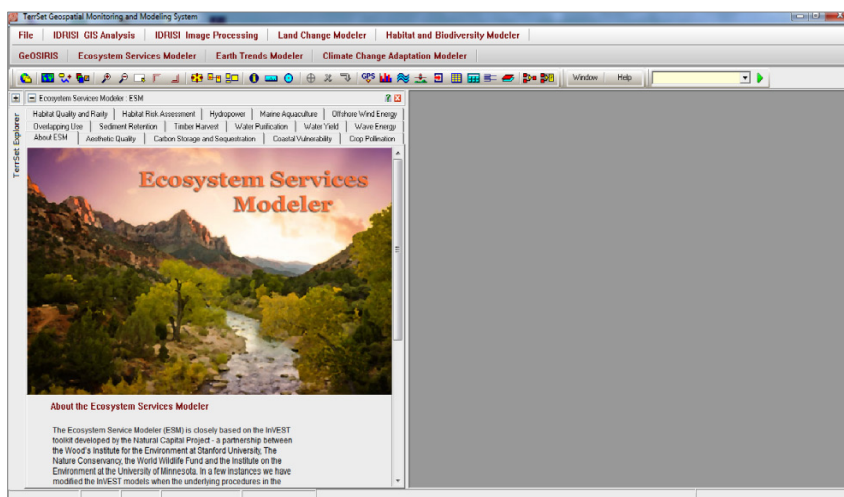 TerrSet Geospatial Monitoring and Modeling System
File IDRISI GIS Analysis IDRISI Image Processing Land Change Modeler Habitat and Biodiversity Modeler
GeOSIRIS Ecosystem Services Modeler Earth Trends Modeler Climate Change Adaptation Modeler
GPS Window Help
TerrSet Explorer
Ecosystem Services Modeler : ESM
Habitat Quality and Rarity Habitat Risk Assessment Hydropower Marine Aquaculture Offshore Wind Energy
Overlapping Use Sediment Retention Timber Harvest Water Purification Water Yield Wave Energy
About ESM Aesthetic Quality Carbon Storage and Sequestration Coastal Vulnerability Crop Pollination
Ecosystem Services
Modeler
About the Ecosystem Services Modeler
The Ecosystem Service Modeler (ESM) is closely based on the InVEST
toolkit developed by the Natural Capital Project - a partnership between
the Wood's Institute for the Environment at Stanford University, The
Nature Conservancy, the World Wildlife Fund and the Institute on the
Environment at the University of Minnesota. In a few instances we have
modified the InVEST models when the underlying procedures in the